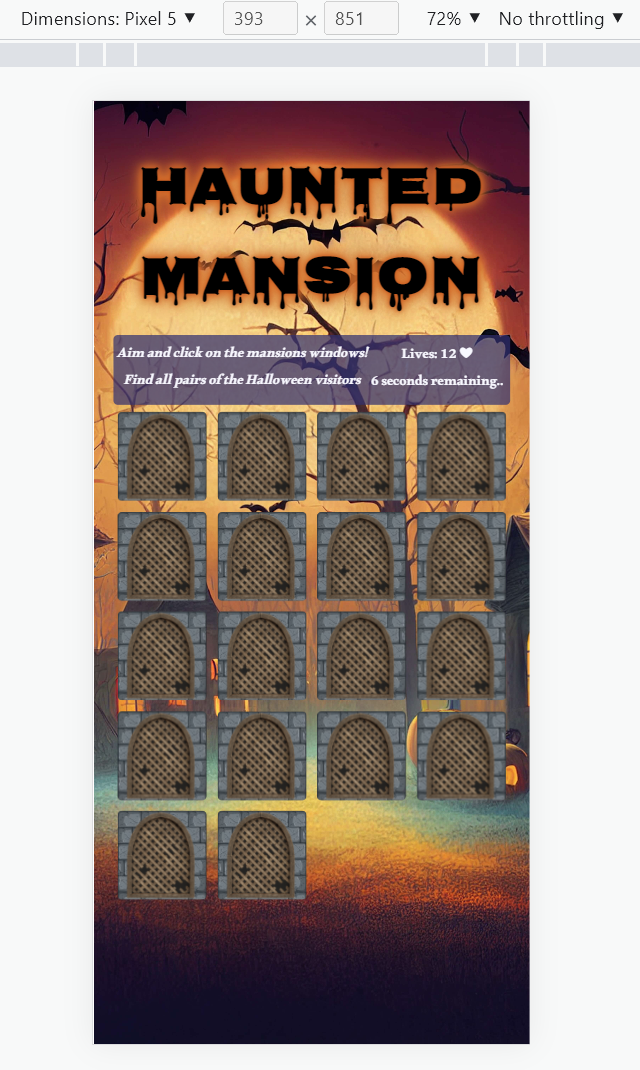 Dimensions: Pixel 5 ▼ 393 × 851 72% ▼ No throttling ▼
HAUNTED
MANSION
Aim and click on the mansions windows! Lives: 12 ♥
Find all pairs of the Halloween visitors 6 seconds remaining..